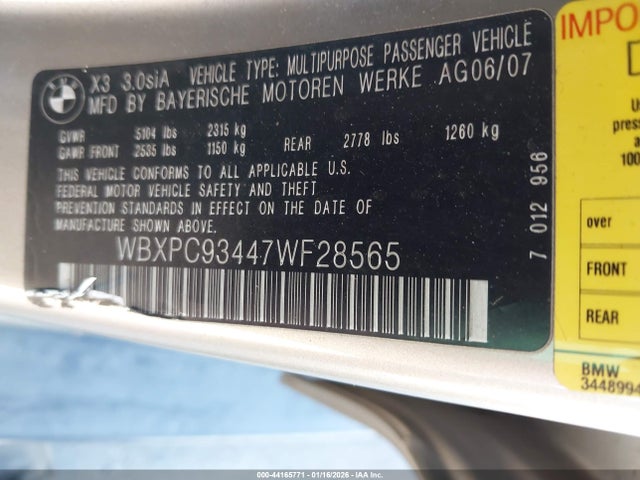 BMW
X3 3.0siA VEHICLE TYPE: MULTIPURPOSE PASSENGER VEHICLE
MFD BY BAYERISCHE MOTOREN WERKE AG06/07
GVWR 5104 lbs 2315 kg
GAWR FRONT 2535 lbs 1150 kg REAR 2778 lbs 1260 kg
THIS VEHICLE CONFORMS TO ALL APPLICABLE U.S.
FEDERAL MOTOR VEHICLE SAFETY AND THEFT
PREVENTION STANDARDS IN EFFECT ON THE DATE OF
MANUFACTURE SHOWN ABOVE.
WBXPC93447WF28565
7 012 956
IMPO
over
FRONT
REAR
BMW
3448994
000-44165771 - 01/16/2026 - IAAI INC.